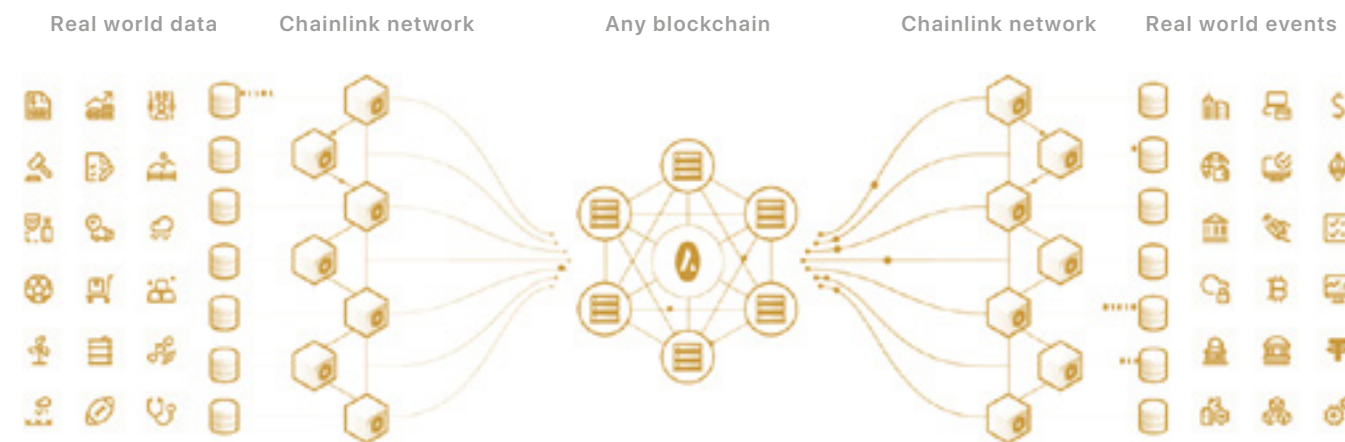 Real world data
Chainlink network
Any blockchain
Chainlink network
Real world events